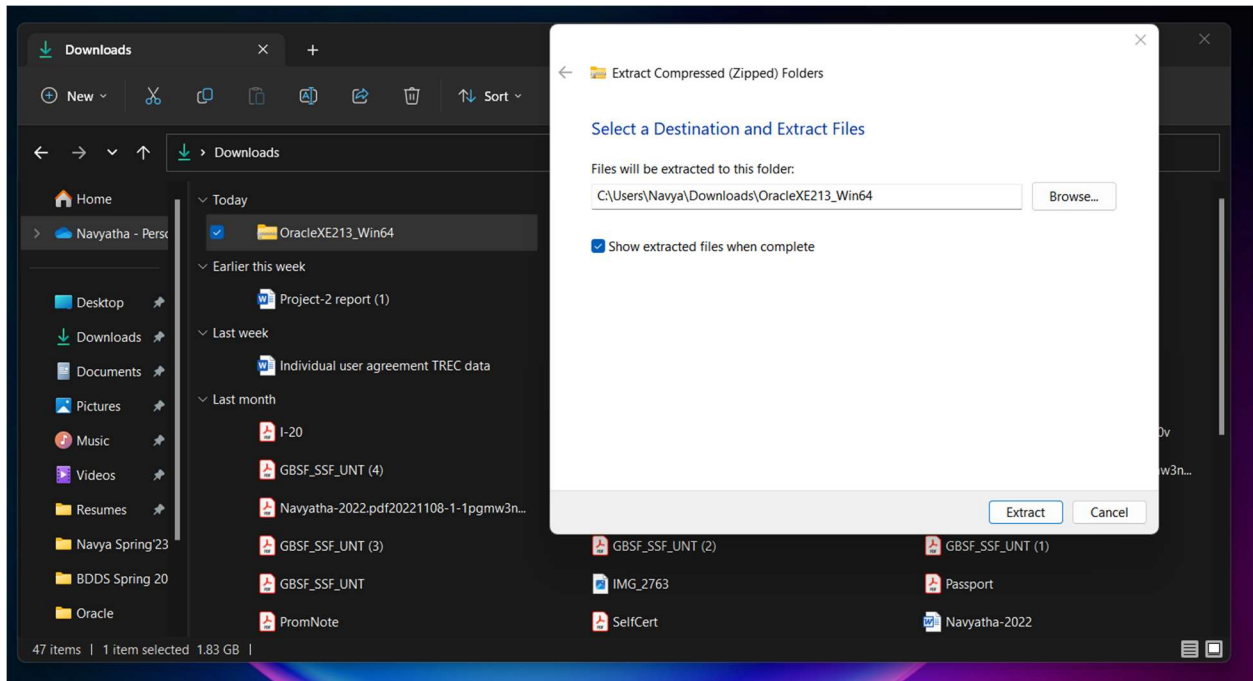 Downloads
New
Sort
Downloads
Home
Navyatha - Perso
Desktop
Downloads
Documents
Pictures
Music
Videos
Resumes
Navya Spring'23
BDDS Spring 20
Oracle
Today
OracleXE213_Win64
Earlier this week
Project-2 report (1)
Last week
Individual user agreement TREC data
Last month
I-20
GBSF_SSF_UNT (4)
Navyatha-2022.pdf20221108-1-1pgmw3n...
GBSF_SSF_UNT (3)
GBSF_SSF_UNT (2)
GBSF_SSF_UNT (1)
GBSF_SSF_UNT
IMG_2763
Passport
PromNote
SelfCert
Navyatha-2022
47 items | 1 item selected 1.83 GB |
Extract Compressed (Zipped) Folders
Select a Destination and Extract Files
Files will be extracted to this folder:
C:\Users\Navya\Downloads\OracleXE213_Win64
Browse...
Show extracted files when complete
Extract
Cancel